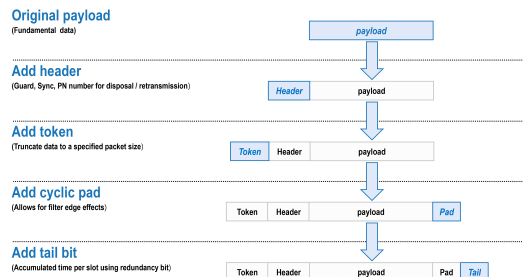 Original payload
(Fundamental data)
payload
Add header
(Guard, Sync, PN number for disposal / retransmission)
Header payload
Add token
(Truncate data to a specified packet size)
Token Header payload
Add cyclic pad
(Allows for filter edge effects)
Token Header payload Pad
Add tail bit
(Accumulated time per slot using redundancy bit)
Token Header payload Pad Tail